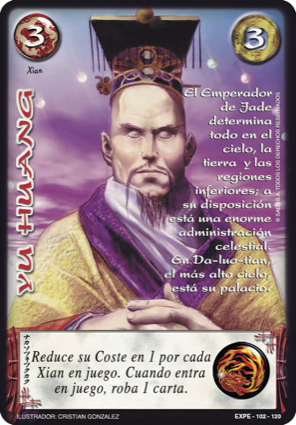 3
3
Xian
YU HUANG
El Emperador
de Jade
determina
todo en el
cielo, la
tierra y las
regiones
inferiores; a
su disposición
está una enorme
administración
celestial.
En Da-luo-tian,
el más alto cielo,
está su palacio.
Reduce su Coste en 1 por cada
Xian en juego. Cuando entra
en juego, roba 1 carta.
ILUSTRADOR: CRISTIAN GONZALEZ
EXPE - 102 - 120